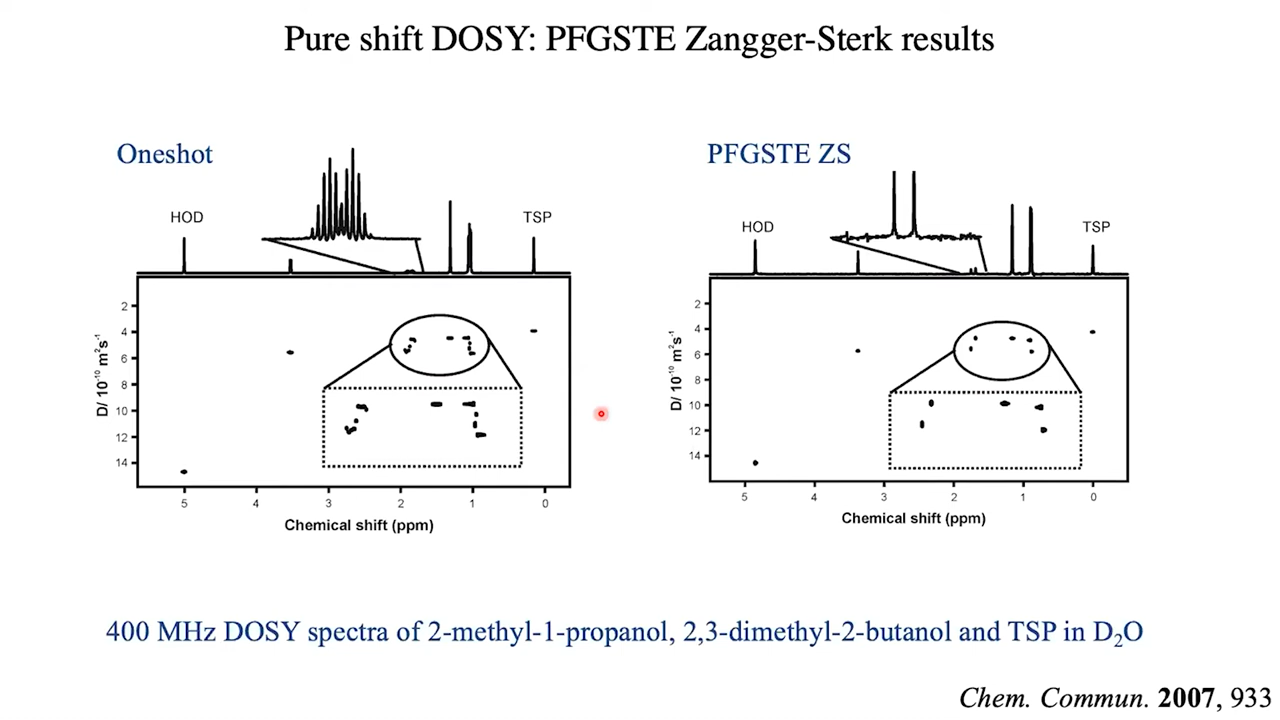 Pure shift DOSY: PFGSTE Zangger-Sterk results
Oneshot
HOD
TSP
D/ 10⁻¹⁰ m²s⁻¹
2
4
6
8
10
12
14
5
4
3
2
1
0
Chemical shift (ppm)
PFGSTE ZS
HOD
TSP
D/ 10⁻¹⁰ m²s⁻¹
2
4
6
8
10
12
14
5
4
3
2
1
0
Chemical shift (ppm)
400 MHz DOSY spectra of 2-methyl-1-propanol, 2,3-dimethyl-2-butanol and TSP in D₂O
Chem. Commun. 2007, 933